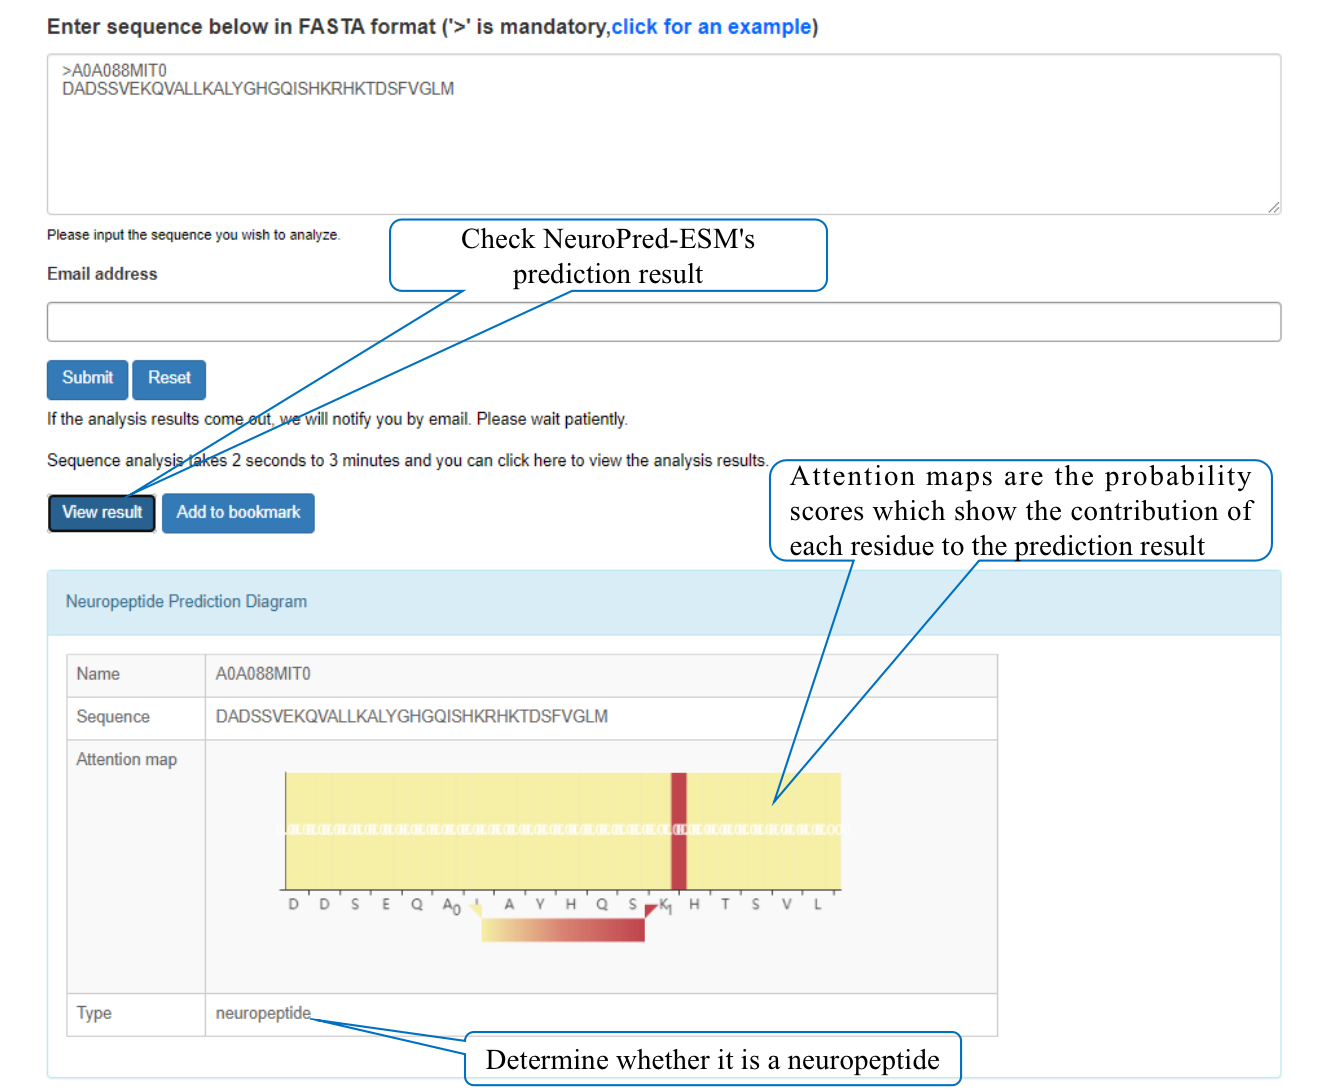 Enter sequence below in FASTA format ('>' is mandatory,click for an example)
>A0A088MIT0
DADSSVEKQVALLKALYGHGQISHKRHKTDSFVGLM
Please input the sequence you wish to analyze.
Check NeuroPred-ESM's
prediction result
Email address
Submit Reset
If the analysis results come out, we will notify you by email. Please wait patiently.
Sequence analysis takes 2 seconds to 3 minutes and you can click here to view the analysis results.
View result Add to bookmark
Attention maps are the probability
scores which show the contribution of
each residue to the prediction result
Neuropeptide Prediction Diagram
Name A0A088MIT0
Sequence DADSSVEKQVALLKALYGHGQISHKRHKTDSFVGLM
Attention map
D D S E Q A L A Y H Q S K H T S V L
0 1
Type neuropeptide
Determine whether it is a neuropeptide